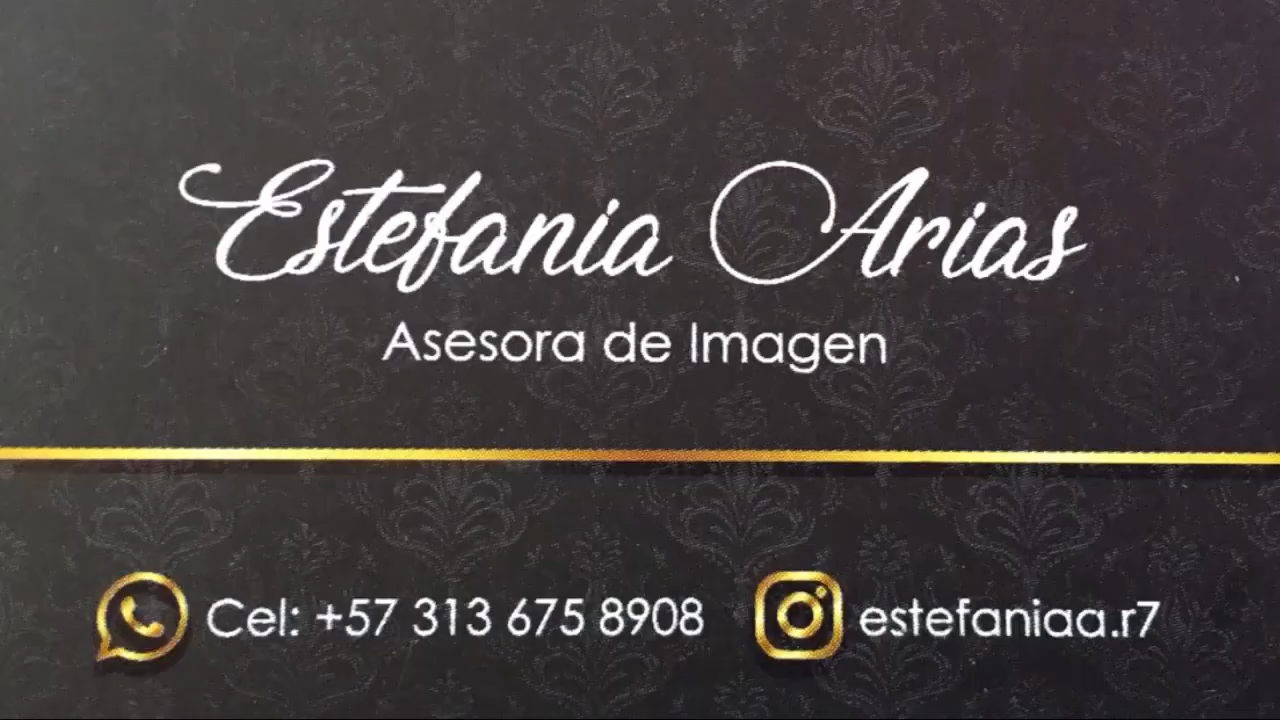 Estefania Arias
Asesora de Imagen
Cel: +57 313 675 8908 estefaniaa.r7